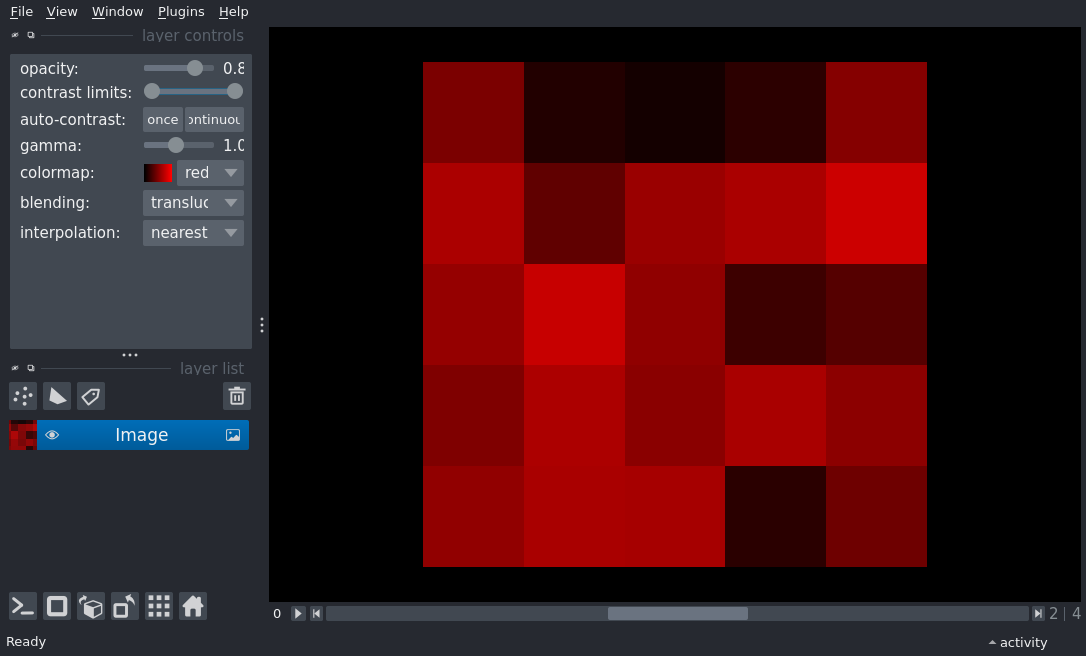 File View Window Plugins Help
layer controls
opacity: 0.8
contrast limits:
auto-contrast: once ontinuou
gamma: 1.0
colormap: red
blending: transluc
interpolation: nearest
layer list
Image
0 2 | 4
Ready activity